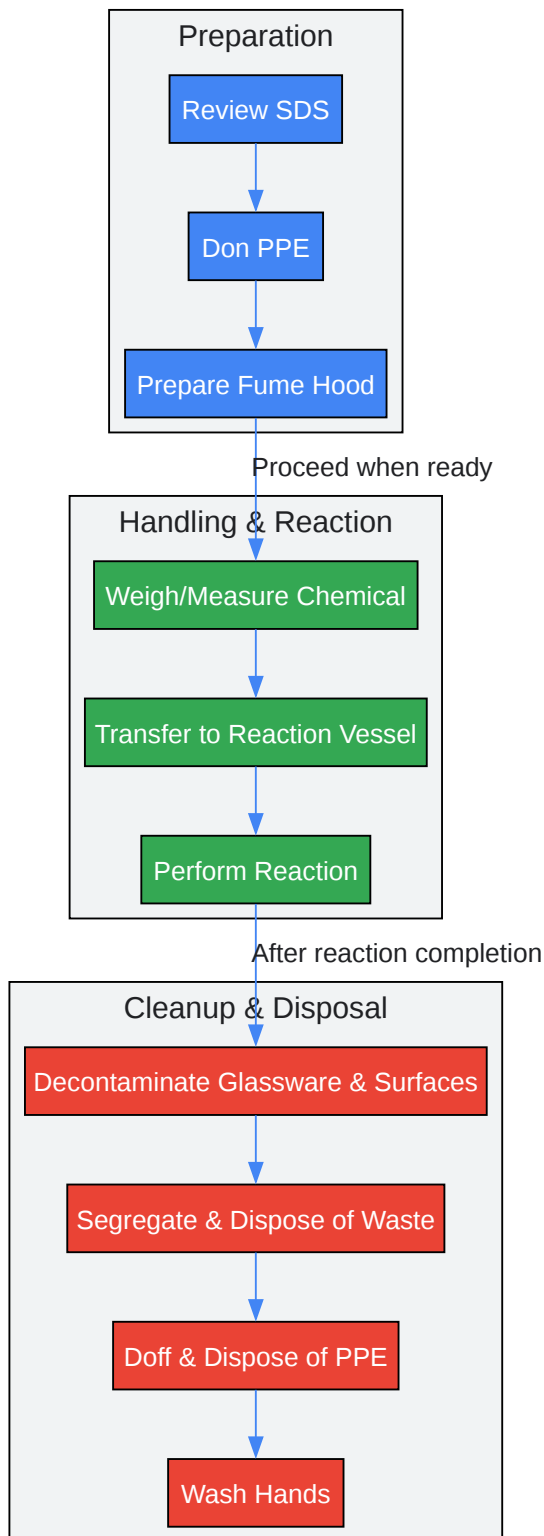 Preparation
Review SDS
Don PPE
Prepare Fume Hood
Proceed when ready
Handling & Reaction
Weigh/Measure Chemical
Transfer to Reaction Vessel
Perform Reaction
After reaction completion
Cleanup & Disposal
Decontaminate Glassware & Surfaces
Segregate & Dispose of Waste
Doff & Dispose of PPE
Wash Hands